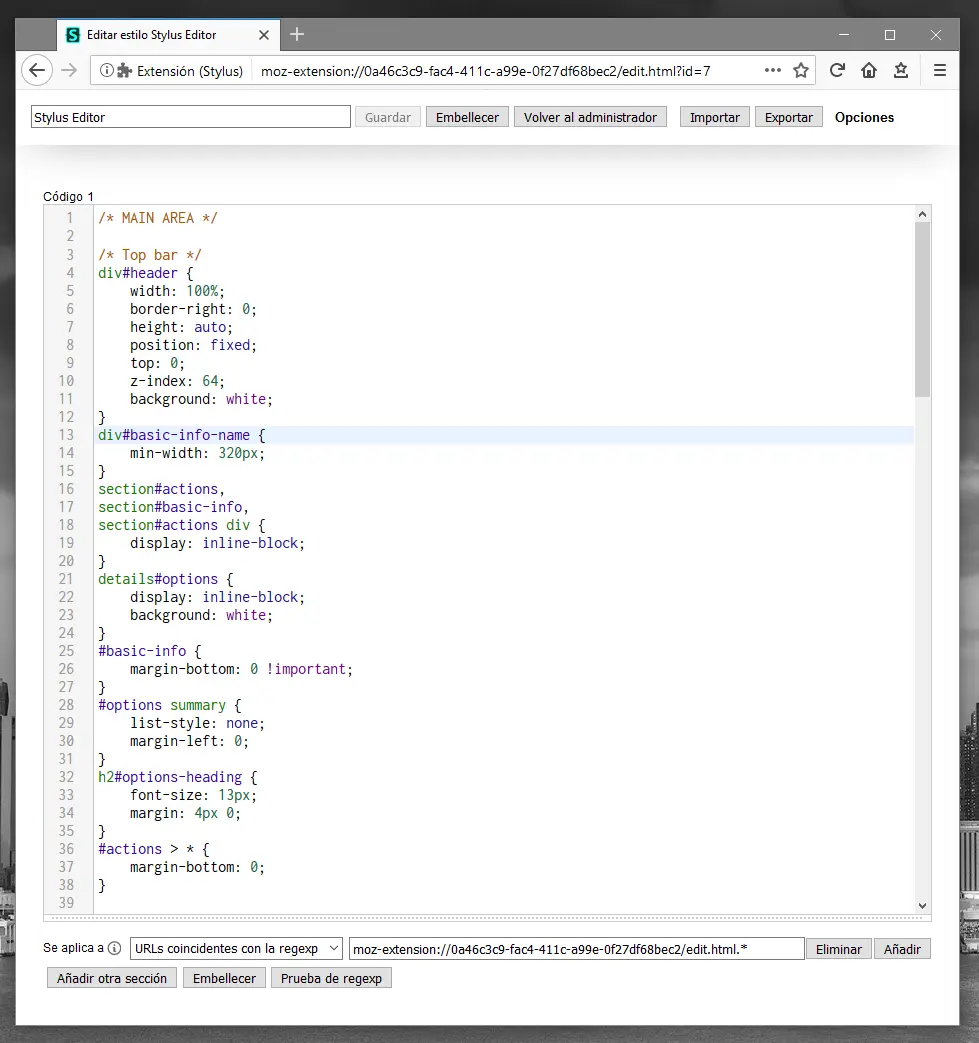 Editar estilo Stylus Editor
Extensión (Stylus) moz-extension://0a46c3c9-fac4-411c-a99e-0f27df68bec2/edit.html?id=7
Stylus Editor Guardar Embellecer Volver al administrador Importar Exportar Opciones
Código 1
1 /* MAIN AREA */
2
3 /* Top bar */
4 div#header {
5 width: 100%;
6 border-right: 0;
7 height: auto;
8 position: fixed;
9 top: 0;
10 z-index: 64;
11 background: white;
12 }
13 div#basic-info-name {
14 min-width: 320px;
15 }
16 section#actions,
17 section#basic-info,
18 section#actions div {
19 display: inline-block;
20 }
21 details#options {
22 display: inline-block;
23 background: white;
24 }
25 #basic-info {
26 margin-bottom: 0 !important;
27 }
28 #options summary {
29 list-style: none;
30 margin-left: 0;
31 }
32 h2#options-heading {
33 font-size: 13px;
34 margin: 4px 0;
35 }
36 #actions > * {
37 margin-bottom: 0;
38 }
39
Se aplica a URLs coincidentes con la regexp moz-extension://0a46c3c9-fac4-411c-a99e-0f27df68bec2/edit.html.* Eliminar Añadir
Añadir otra sección Embellecer Prueba de regexp